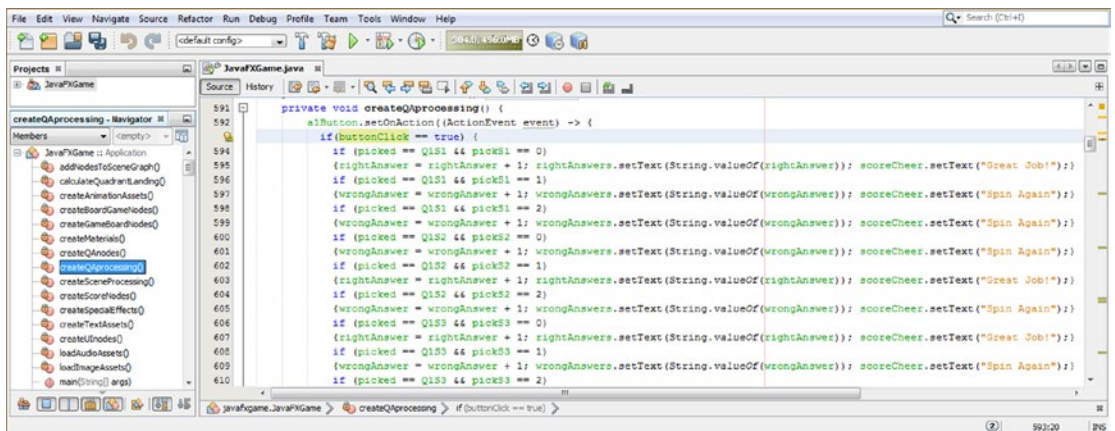 File Edit View Navigate Source Refactor Run Debug Profile Team Tools Window Help
Search (Ctrl+I)
<default config>
Projects
JavaFXGame
createQAprocessing - Navigator
Members
<empty>
JavaFXGame :: Application
addNodesToSceneGraph()
calculateQuadrantLanding()
createAnimationAssets()
createBoardGameNodes()
createGameBoardNodes()
createMaterials()
createQAnodes()
createQAprocessing()
createSceneProcessing()
createScoreNodes()
createSpecialEffects()
createTextAssets()
createUInodes()
loadAudioAssets()
loadImageAssets()
main(String[] args)
JavaFXGame.java
Source History
591 private void createQAprocessing() {
592 a1Button.setOnAction((ActionEvent event) -> {
if(buttonClick == true) {
594 if (picked == Q1S1 && pickS1 == 0)
595 {rightAnswer = rightAnswer + 1; rightAnswers.setText(String.valueOf(rightAnswer)); scoreCheer.setText("Great Job!");}
596 if (picked == Q1S1 && pickS1 == 1)
597 {wrongAnswer = wrongAnswer + 1; wrongAnswers.setText(String.valueOf(wrongAnswer)); scoreCheer.setText("Spin Again");}
598 if (picked == Q1S1 && pickS1 == 2)
599 {wrongAnswer = wrongAnswer + 1; wrongAnswers.setText(String.valueOf(wrongAnswer)); scoreCheer.setText("Spin Again");}
600 if (picked == Q1S2 && pickS2 == 0)
601 {wrongAnswer = wrongAnswer + 1; wrongAnswers.setText(String.valueOf(wrongAnswer)); scoreCheer.setText("Spin Again");}
602 if (picked == Q1S2 && pickS2 == 1)
603 {rightAnswer = rightAnswer + 1; rightAnswers.setText(String.valueOf(rightAnswer)); scoreCheer.setText("Great Job!");}
604 if (picked == Q1S2 && pickS2 == 2)
605 {wrongAnswer = wrongAnswer + 1; wrongAnswers.setText(String.valueOf(wrongAnswer)); scoreCheer.setText("Spin Again");}
606 if (picked == Q1S3 && pickS3 == 0)
607 {rightAnswer = rightAnswer + 1; rightAnswers.setText(String.valueOf(rightAnswer)); scoreCheer.setText("Great Job!");}
608 if (picked == Q1S3 && pickS3 == 1)
609 {wrongAnswer = wrongAnswer + 1; wrongAnswers.setText(String.valueOf(wrongAnswer)); scoreCheer.setText("Spin Again");}
610 if (picked == Q1S3 && pickS3 == 2)
javafxgame.JavaFXGame
createQAprocessing
if (buttonClick == true)
2
593:20
INS